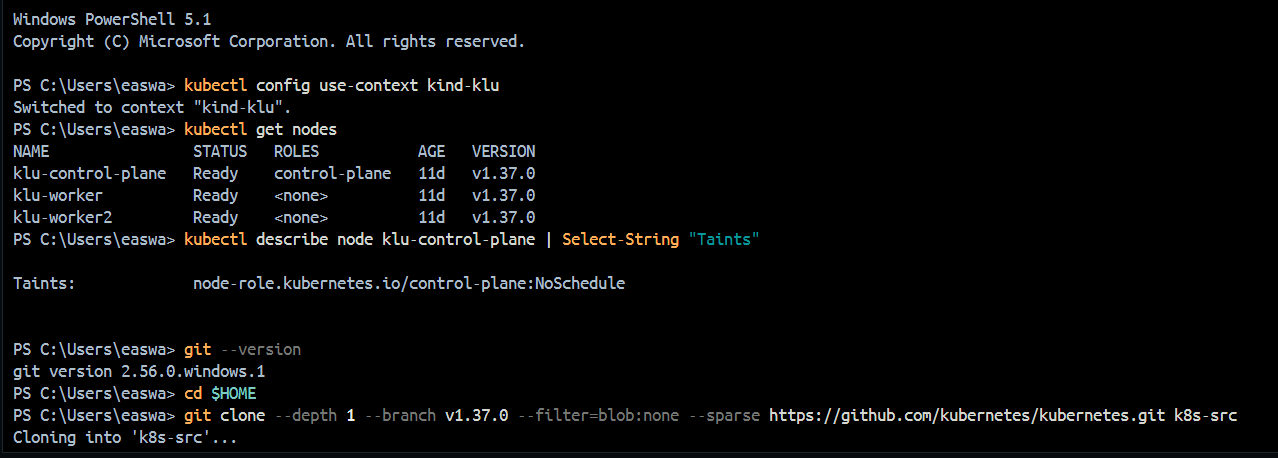 Windows PowerShell 5.1
Copyright (C) Microsoft Corporation. All rights reserved.
PS C:\Users\easwa> kubectl config use-context kind-klu
Switched to context "kind-klu".
PS C:\Users\easwa> kubectl get nodes
NAME STATUS ROLES AGE VERSION
klu-control-plane Ready control-plane 11d v1.37.0
klu-worker Ready <none> 11d v1.37.0
klu-worker2 Ready <none> 11d v1.37.0
PS C:\Users\easwa> kubectl describe node klu-control-plane | Select-String "Taints"
Taints: node-role.kubernetes.io/control-plane:NoSchedule
PS C:\Users\easwa> git --version
git version 2.56.0.windows.1
PS C:\Users\easwa> cd $HOME
PS C:\Users\easwa> git clone --depth 1 --branch v1.37.0 --filter=blob:none --sparse https://github.com/kubernetes/kubernetes.git k8s-src
Cloning into 'k8s-src'...